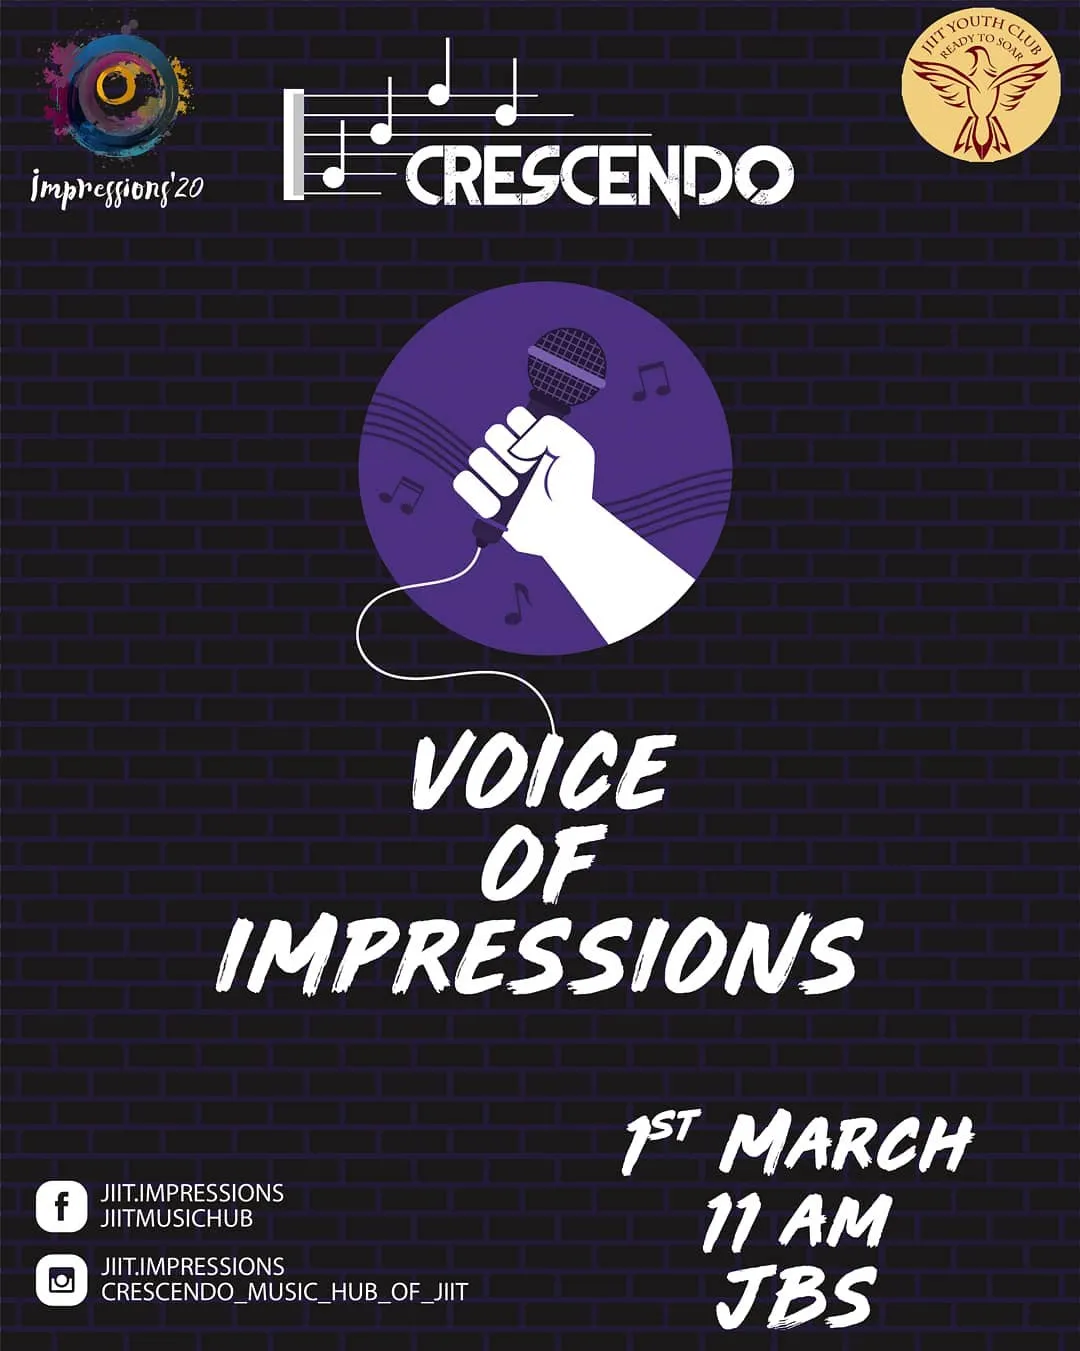 Impressions'20
CRESCENDO
JIIT YOUTH CLUB
READY TO SOAR
VOICE
OF
IMPRESSIONS
1ST MARCH
11 AM
JBS
JIIT.IMPRESSIONS
JIITMUSICHUB
JIIT.IMPRESSIONS
CRESCENDO_MUSIC_HUB_OF_JIIT